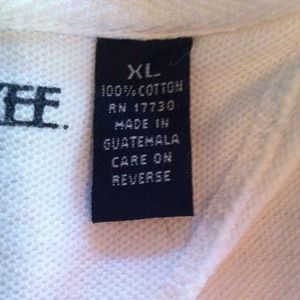 XL
100% COTTON
RN 17730
MADE IN
GUATEMALA
CARE ON
REVERSE